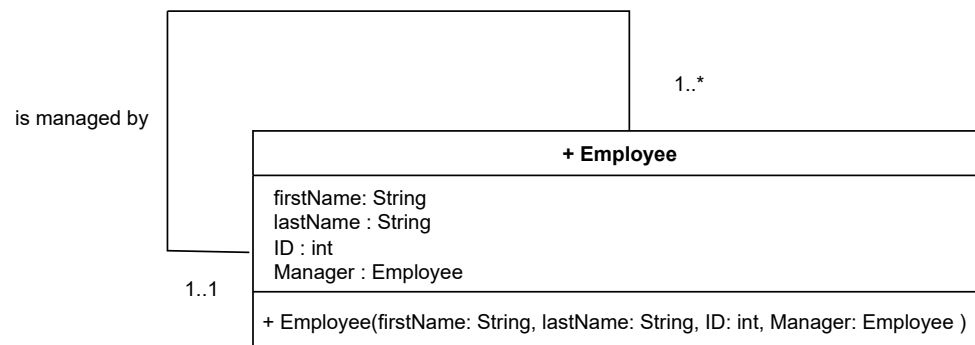 1..*
is managed by
+ Employee
firstName: String
lastName : String
ID : int
Manager : Employee
1..1
+ Employee(firstName: String, lastName: String, ID: int, Manager: Employee )